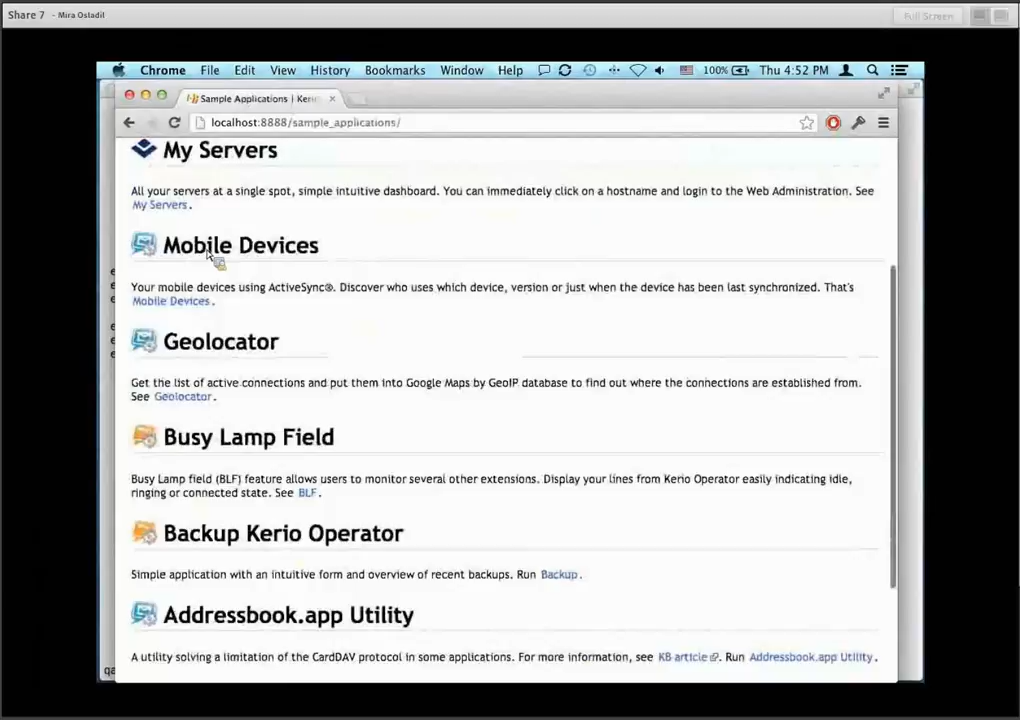 Share 7 - Mira Ostadil
Full Screen
Chrome File Edit View History Bookmarks Window Help 100% Thu 4:52 PM
Sample Applications | Keri
localhost:8888/sample_applications/
My Servers
All your servers at a single spot, simple intuitive dashboard. You can immediately click on a hostname and login to the Web Administration. See
My Servers.
Mobile Devices
Your mobile devices using ActiveSync®. Discover who uses which device, version or just when the device has been last synchronized. That's
Mobile Devices.
Geolocator
Get the list of active connections and put them into Google Maps by GeoIP database to find out where the connections are established from.
See Geolocator.
Busy Lamp Field
Busy Lamp field (BLF) feature allows users to monitor several other extensions. Display your lines from Kerio Operator easily indicating idle,
ringing or connected state. See BLF.
Backup Kerio Operator
Simple application with an intuitive form and overview of recent backups. Run Backup.
Addressbook.app Utility
A utility solving a limitation of the CardDAV protocol in some applications. For more information, see KB article. Run Addressbook.app Utility.